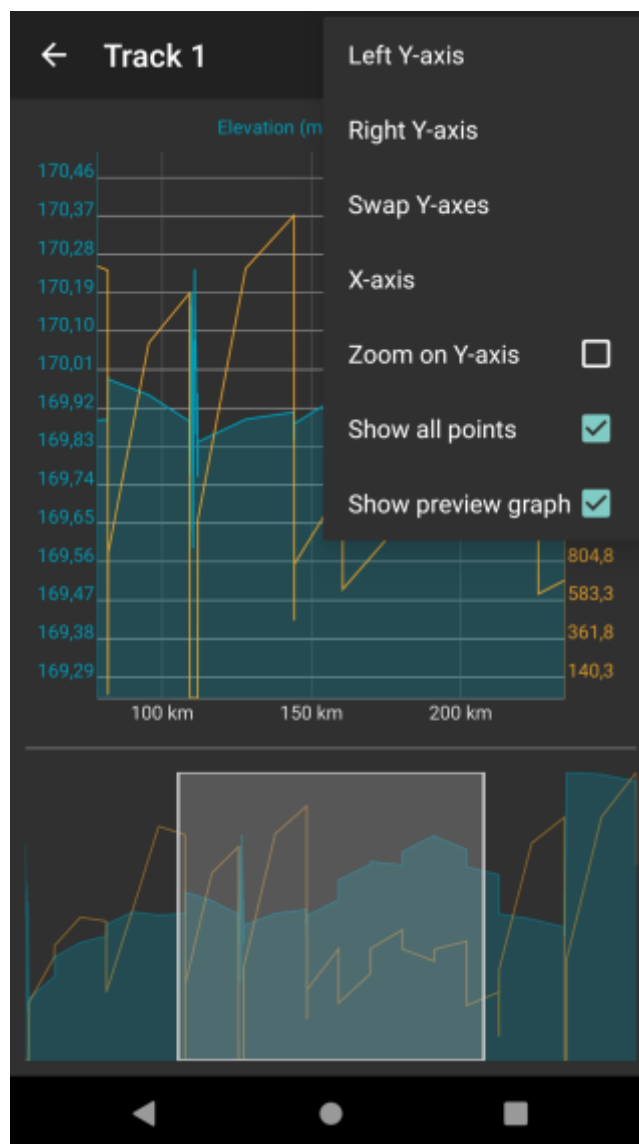 Track 1
Left Y-axis
Right Y-axis
Swap Y-axes
X-axis
Zoom on Y-axis
Show all points
Show preview graph
Elevation (m
170,46
170,37
170,28
170,19
170,10
170,01
169,92
169,83
169,74
169,65
169,56
169,47
169,38
169,29
804,8
583,3
361,8
140,3
100 km
150 km
200 km